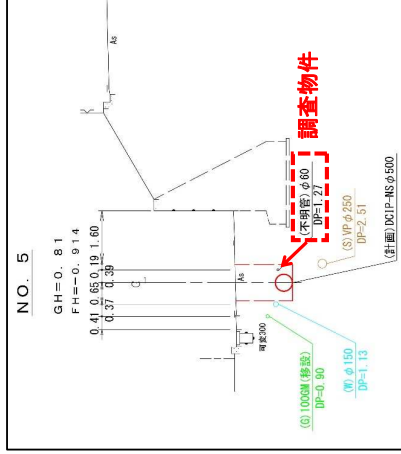 NO. 5
GH=0. 81
FH=-0. 914
0.41 0.65 0.19 1.60
0.37 0.39
As
As
可変300
調査物件
(不明管)φ60
DP=1.27
(S)VPφ250
DP=2.51
(計画)DCIP-NSφ500
(W)φ150
DP=1.13
(G)100GM(移設)
DP=0.90